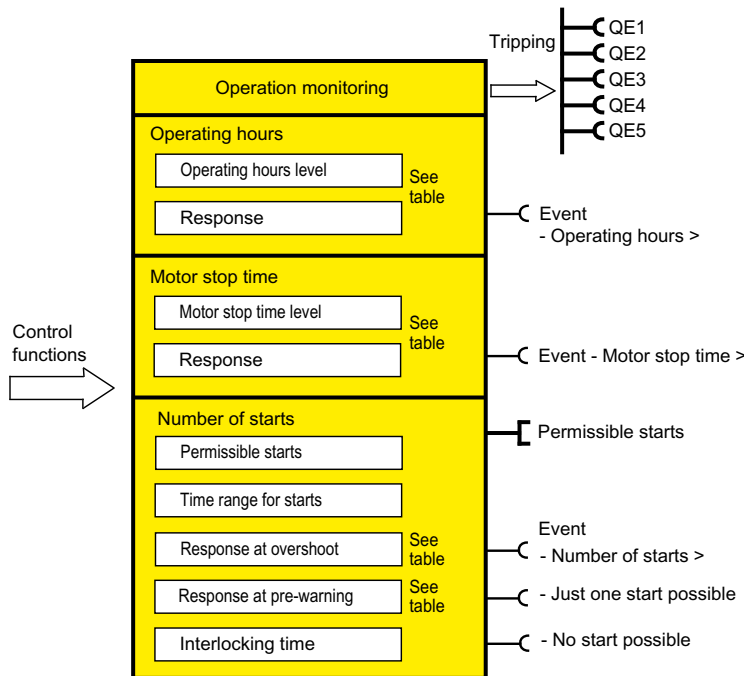 Tripping
QE1
QE2
QE3
QE4
QE5
Operation monitoring
Operating hours
Operating hours level
See
table
Response
Event
- Operating hours >
Motor stop time
Motor stop time level
See
table
Response
Event - Motor stop time >
Control
functions
Number of starts
Permissible starts
Permissible starts
Time range for starts
Response at overshoot
See
table
Event
- Number of starts >
Response at pre-warning
See
table
- Just one start possible
Interlocking time
- No start possible